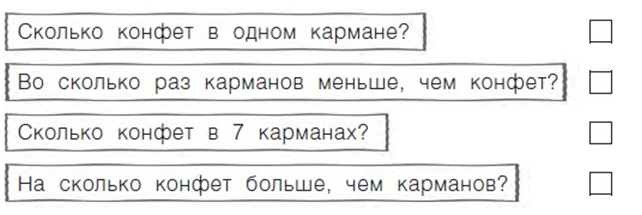 Сколько конфет в одном кармане?
Во сколько раз карманов меньше, чем конфет?
Сколько конфет в 7 карманах?
На сколько конфет больше, чем карманов?